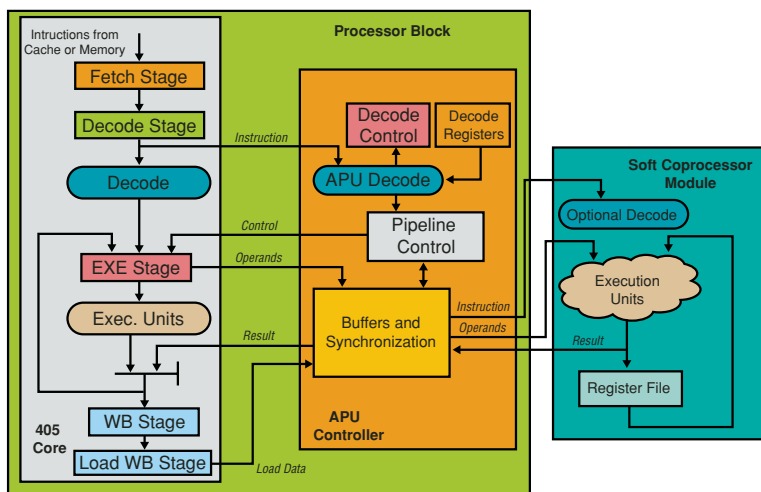 Intructions from
Cache or Memory
Processor Block
Fetch Stage
Decode Stage
Decode
EXE Stage
Exec. Units
WB Stage
Load WB Stage
405
Core
Instruction
Control
Operands
Result
Load Data
Decode
Control
Decode
Registers
APU Decode
Pipeline
Control
Buffers and
Synchronization
APU
Controller
Instruction
Operands
Result
Soft Coprocessor
Module
Optional Decode
Execution
Units
Register File